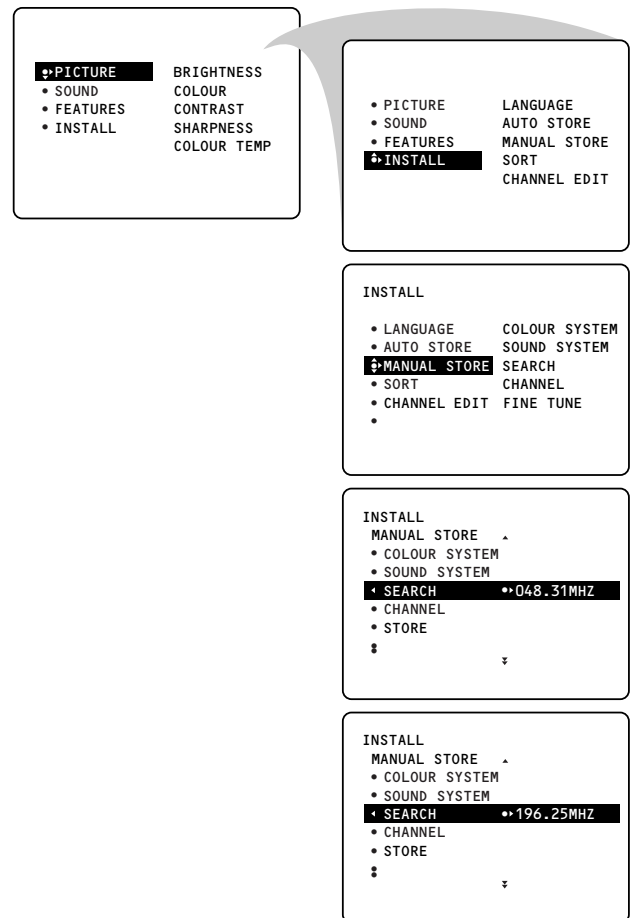 PICTURE BRIGHTNESS
• SOUND COLOUR
• FEATURES CONTRAST
• INSTALL SHARPNESS
COLOUR TEMP
• PICTURE LANGUAGE
• SOUND AUTO STORE
• FEATURES MANUAL STORE
INSTALL SORT
CHANNEL EDIT
INSTALL
• LANGUAGE COLOUR SYSTEM
• AUTO STORE SOUND SYSTEM
MANUAL STORE SEARCH
• SORT CHANNEL
• CHANNEL EDIT FINE TUNE
•
INSTALL
MANUAL STORE
• COLOUR SYSTEM
• SOUND SYSTEM
SEARCH 048.31MHZ
• CHANNEL
• STORE
INSTALL
MANUAL STORE
• COLOUR SYSTEM
• SOUND SYSTEM
SEARCH 196.25MHZ
• CHANNEL
• STORE